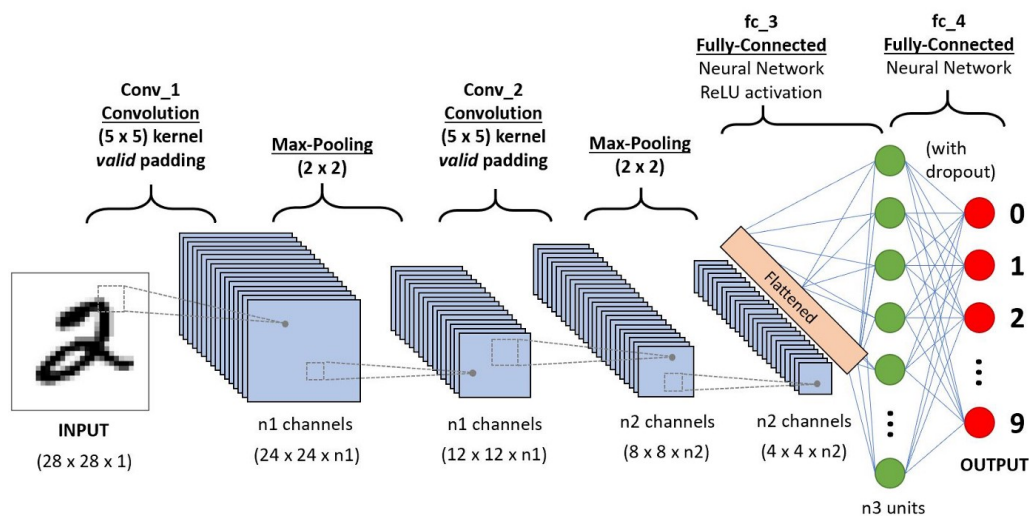 Conv_1
Convolution
(5 x 5) kernel
valid padding
Max-Pooling
(2 x 2)
Conv_2
Convolution
(5 x 5) kernel
valid padding
Max-Pooling
(2 x 2)
fc_3
Fully-Connected
Neural Network
ReLU activation
fc_4
Fully-Connected
Neural Network
(with
dropout)
2
INPUT
(28 x 28 x 1)
n1 channels
(24 x 24 x n1)
n1 channels
(12 x 12 x n1)
n2 channels
(8 x 8 x n2)
n2 channels
(4 x 4 x n2)
Flattened
n3 units
0
1
2
9
OUTPUT